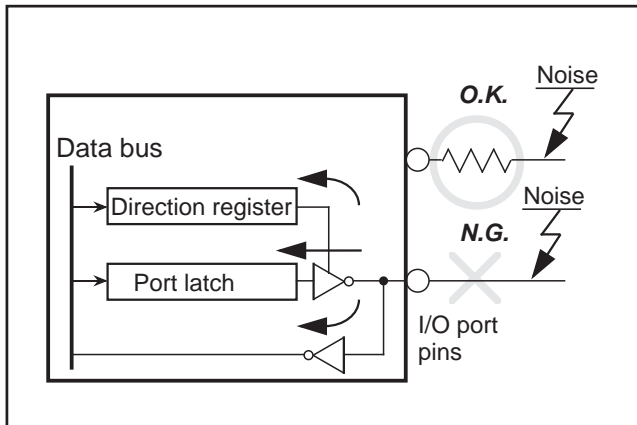 Noise
O.K.
Data bus
Noise
Direction register
N.G.
Port latch
I/O port
pins